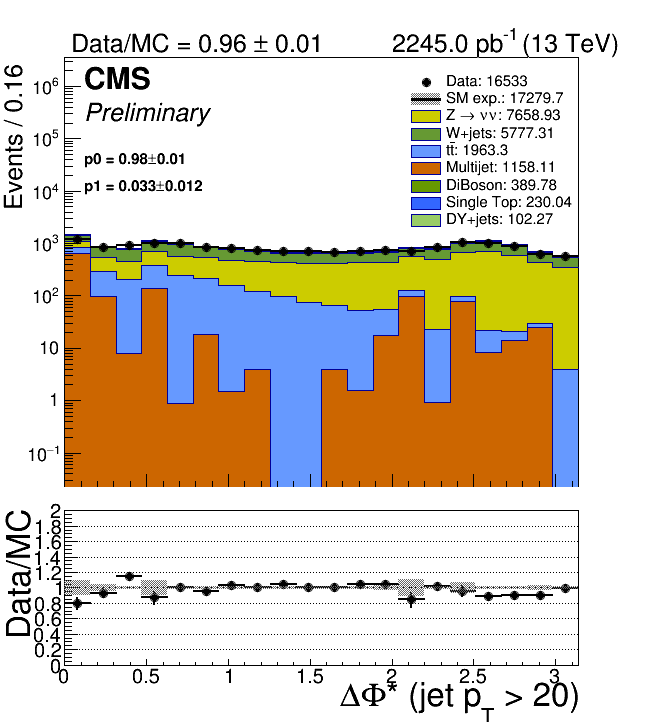 Data/MC = 0.96 ± 0.01 2245.0 pb⁻¹ (13 TeV)
CMS
Preliminary
p0 = 0.98±0.01
p1 = 0.033±0.012
Data: 16533
SM exp.: 17279.7
Z → νν: 7658.93
W+jets: 5777.31
tt̄: 1963.3
Multijet: 1158.11
DiBoson: 389.78
Single Top: 230.04
DY+jets: 102.27
Events / 0.16
10⁶
10⁵
10⁴
10³
10²
10
1
10⁻¹
Data/MC
2
1.8
1.6
1.4
1.2
1
0.8
0.6
0.4
0.2
0
0 0.5 1 1.5 2 2.5 3
ΔΦ* (jet p_T > 20)